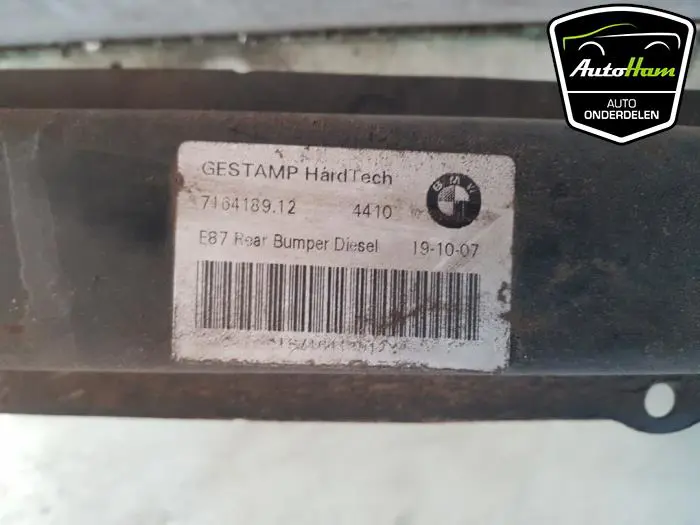 AutoHam
AUTO
ONDERDELEN
GESTAMP HardTech
BMW
7164189.12 4410
E87 Rear Bumper Diesel 19-10-07